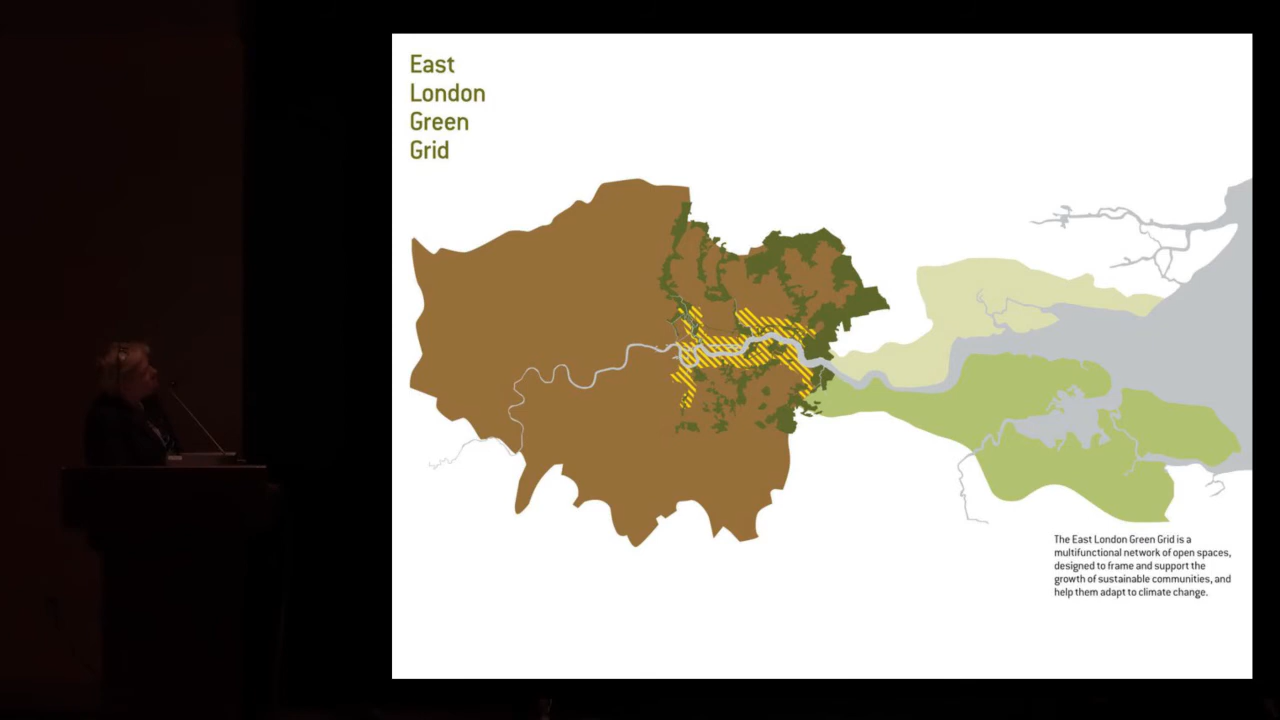 East
London
Green
Grid
The East London Green Grid is a
multifunctional network of open spaces,
designed to frame and support the
growth of sustainable communities, and
help them adapt to climate change.